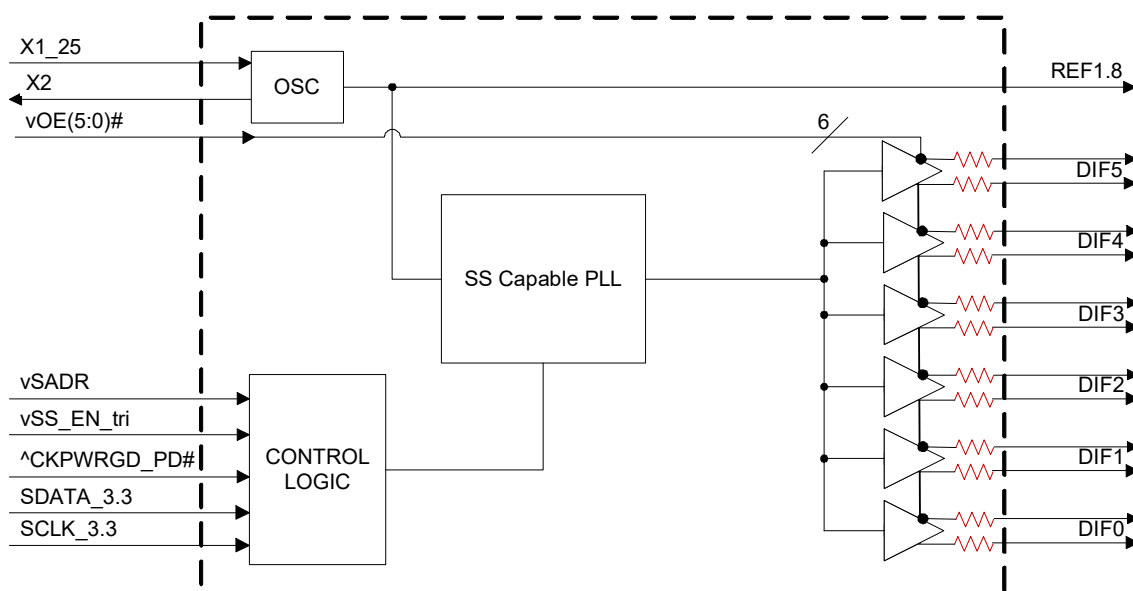 X1_25
X2
vOE(5:0)#
OSC
REF1.8
6
DIF5
DIF4
SS Capable PLL
DIF3
DIF2
DIF1
DIF0
vSADR
vSS_EN_tri
^CKPWRGD_PD#
SDATA_3.3
SCLK_3.3
CONTROL
LOGIC